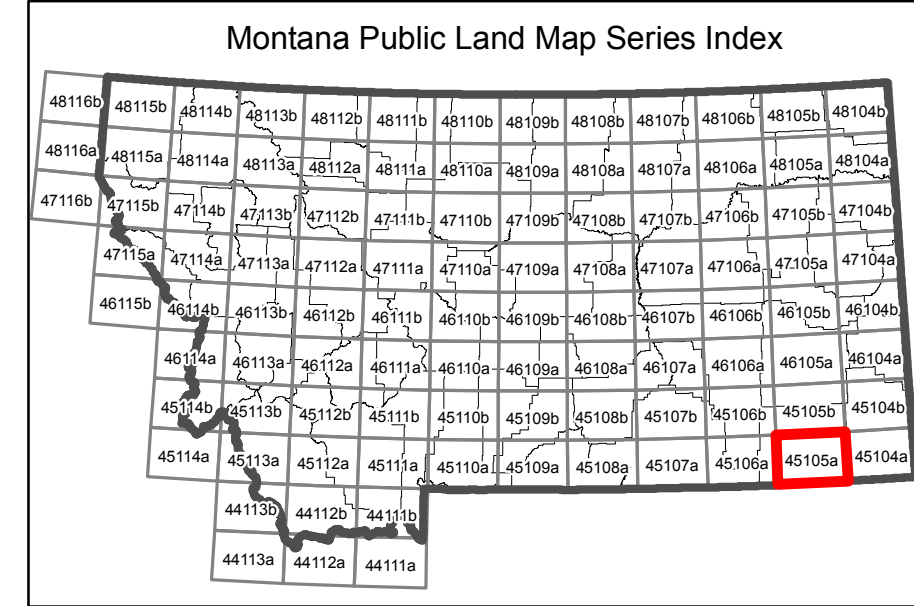 Montana Public Land Map Series Index
48116b 48115b 48114b 48113b 48112b 48111b 48110b 48109b 48108b 48107b 48106b 48105b 48104b
48116a 48115a 48114a 48113a 48112a 48111a 48110a 48109a 48108a 48107a 48106a 48105a 48104a
47116b 47115b 47114b 47113b 47112b 47111b 47110b 47109b 47108b 47107b 47106b 47105b 47104b
47115a 47114a 47113a 47112a 47111a 47110a 47109a 47108a 47107a 47106a 47105a 47104a
46115b 46114b 46113b 46112b 46111b 46110b 46109b 46108b 46107b 46106b 46105b 46104b
46114a 46113a 46112a 46111a 46110a 46109a 46108a 46107a 46106a 46105a 46104a
45114b 45113b 45112b 45111b 45110b 45109b 45108b 45107b 45106b 45105b 45104b
45114a 45113a 45112a 45111a 45110a 45109a 45108a 45107a 45106a 45105a 45104a
44113b 44112b 44111b
44113a 44112a 44111a